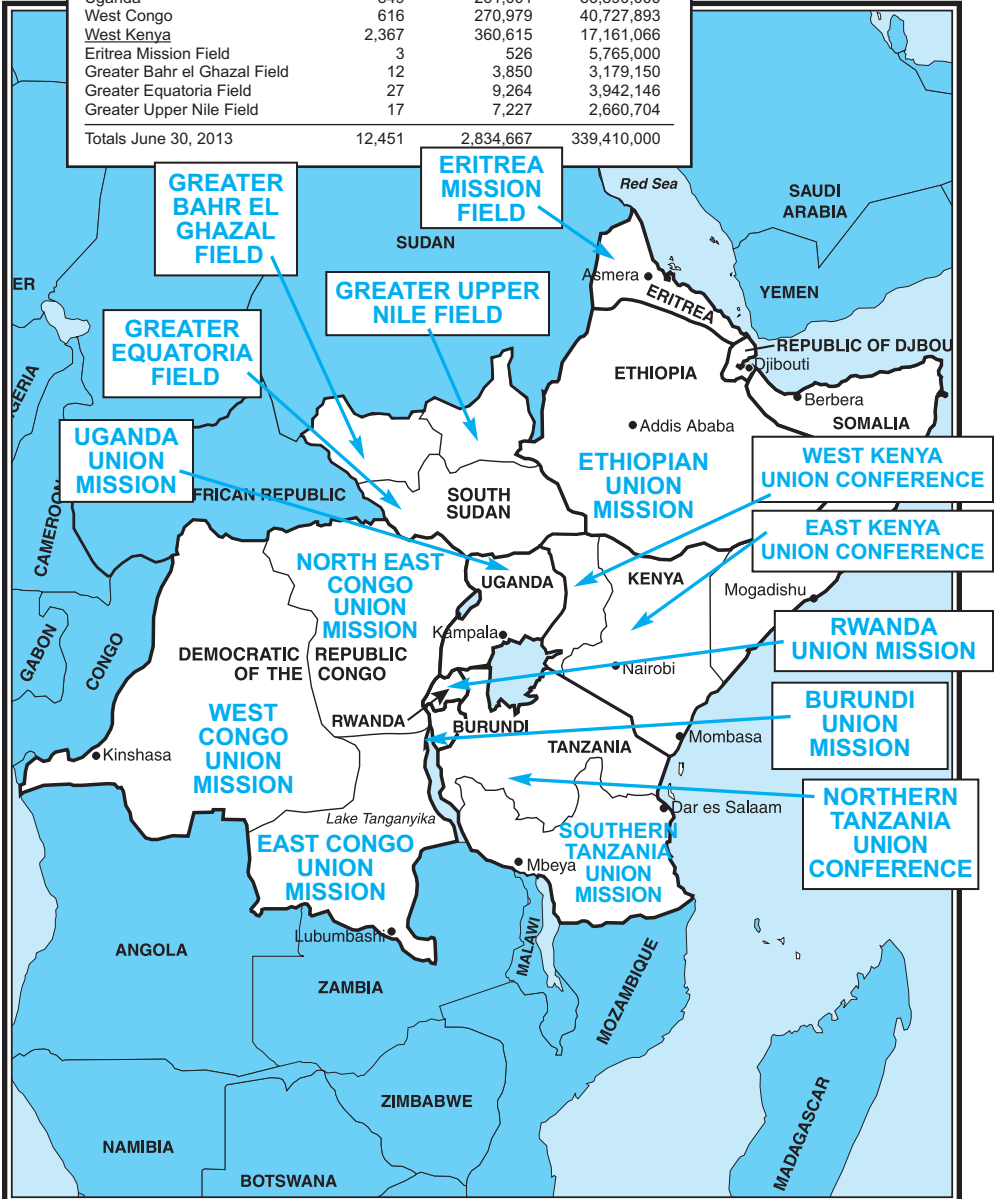 West Congo 616 270,979 40,727,893
West Kenya 2,367 360,615 17,161,066
Eritrea Mission Field 3 526 5,765,000
Greater Bahr el Ghazal Field 12 3,850 3,179,150
Greater Equatoria Field 27 9,264 3,942,146
Greater Upper Nile Field 17 7,227 2,660,704
Totals June 30, 2013 12,451 2,834,667 339,410,000
GREATER
BAHR EL
GHAZAL
FIELD
ERITREA
MISSION
FIELD
Red Sea
SAUDI
ARABIA
SUDAN
ER
Asmera
ERITREA
YEMEN
GREATER UPPER
NILE FIELD
GREATER
EQUATORIA
FIELD
REPUBLIC OF DJBOU
Djibouti
ETHIOPIA
Berbera
SOMALIA
GERIA
Addis Ababa
UGANDA
UNION
MISSION
ETHIOPIAN
UNION
MISSION
WEST KENYA
UNION CONFERENCE
FRICAN REPUBLIC
SOUTH
SUDAN
CAMEROON
EAST KENYA
UNION CONFERENCE
NORTH EAST
CONGO
UNION
MISSION
UGANDA
KENYA
Mogadishu
GABON
CONGO
Kampala
RWANDA
UNION MISSION
DEMOCRATIC REPUBLIC
OF THE CONGO
Nairobi
RWANDA
BURUNDI
BURUNDI
UNION
MISSION
WEST
CONGO
UNION
MISSION
TANZANIA
Mombasa
Kinshasa
NORTHERN
TANZANIA
UNION
CONFERENCE
Dar es Salaam
Lake Tanganyika
EAST CONGO
UNION
MISSION
SOUTHERN
TANZANIA
UNION
MISSION
Mbeya
Lubumbashi
ANGOLA
MALAWI
ZAMBIA
MOZAMBIQUE
ZIMBABWE
MADAGASCAR
NAMIBIA
BOTSWANA